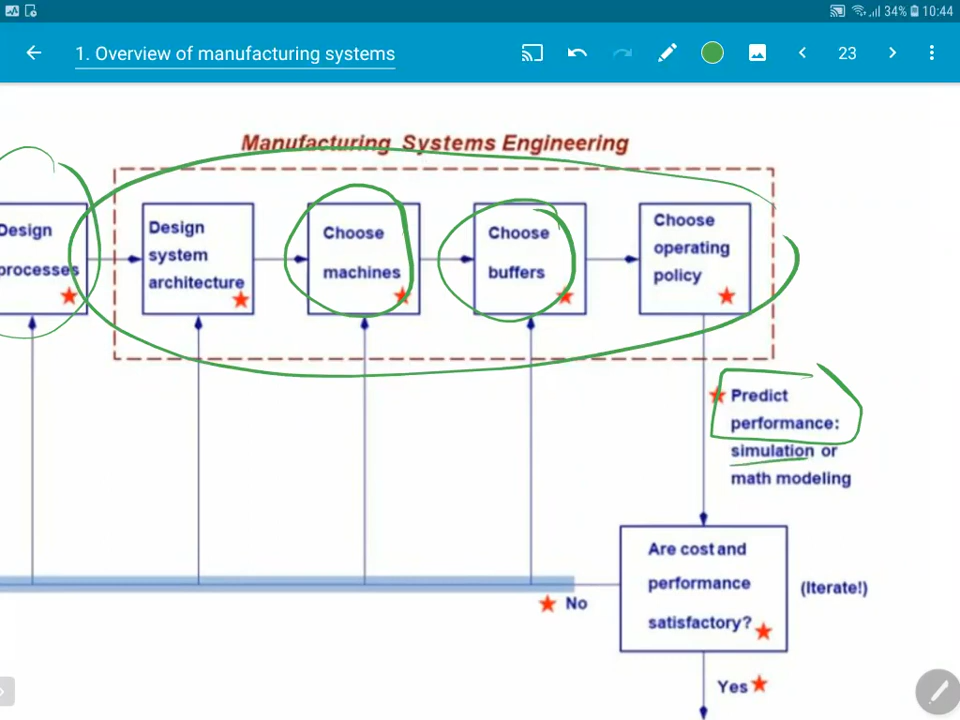 34% 10:44
1. Overview of manufacturing systems
23
Manufacturing Systems Engineering
Design
processes
Design
system
architecture
Choose
machines
Choose
buffers
Choose
operating
policy
Predict
performance:
simulation or
math modeling
Are cost and
performance
satisfactory?
(Iterate!)
No
Yes